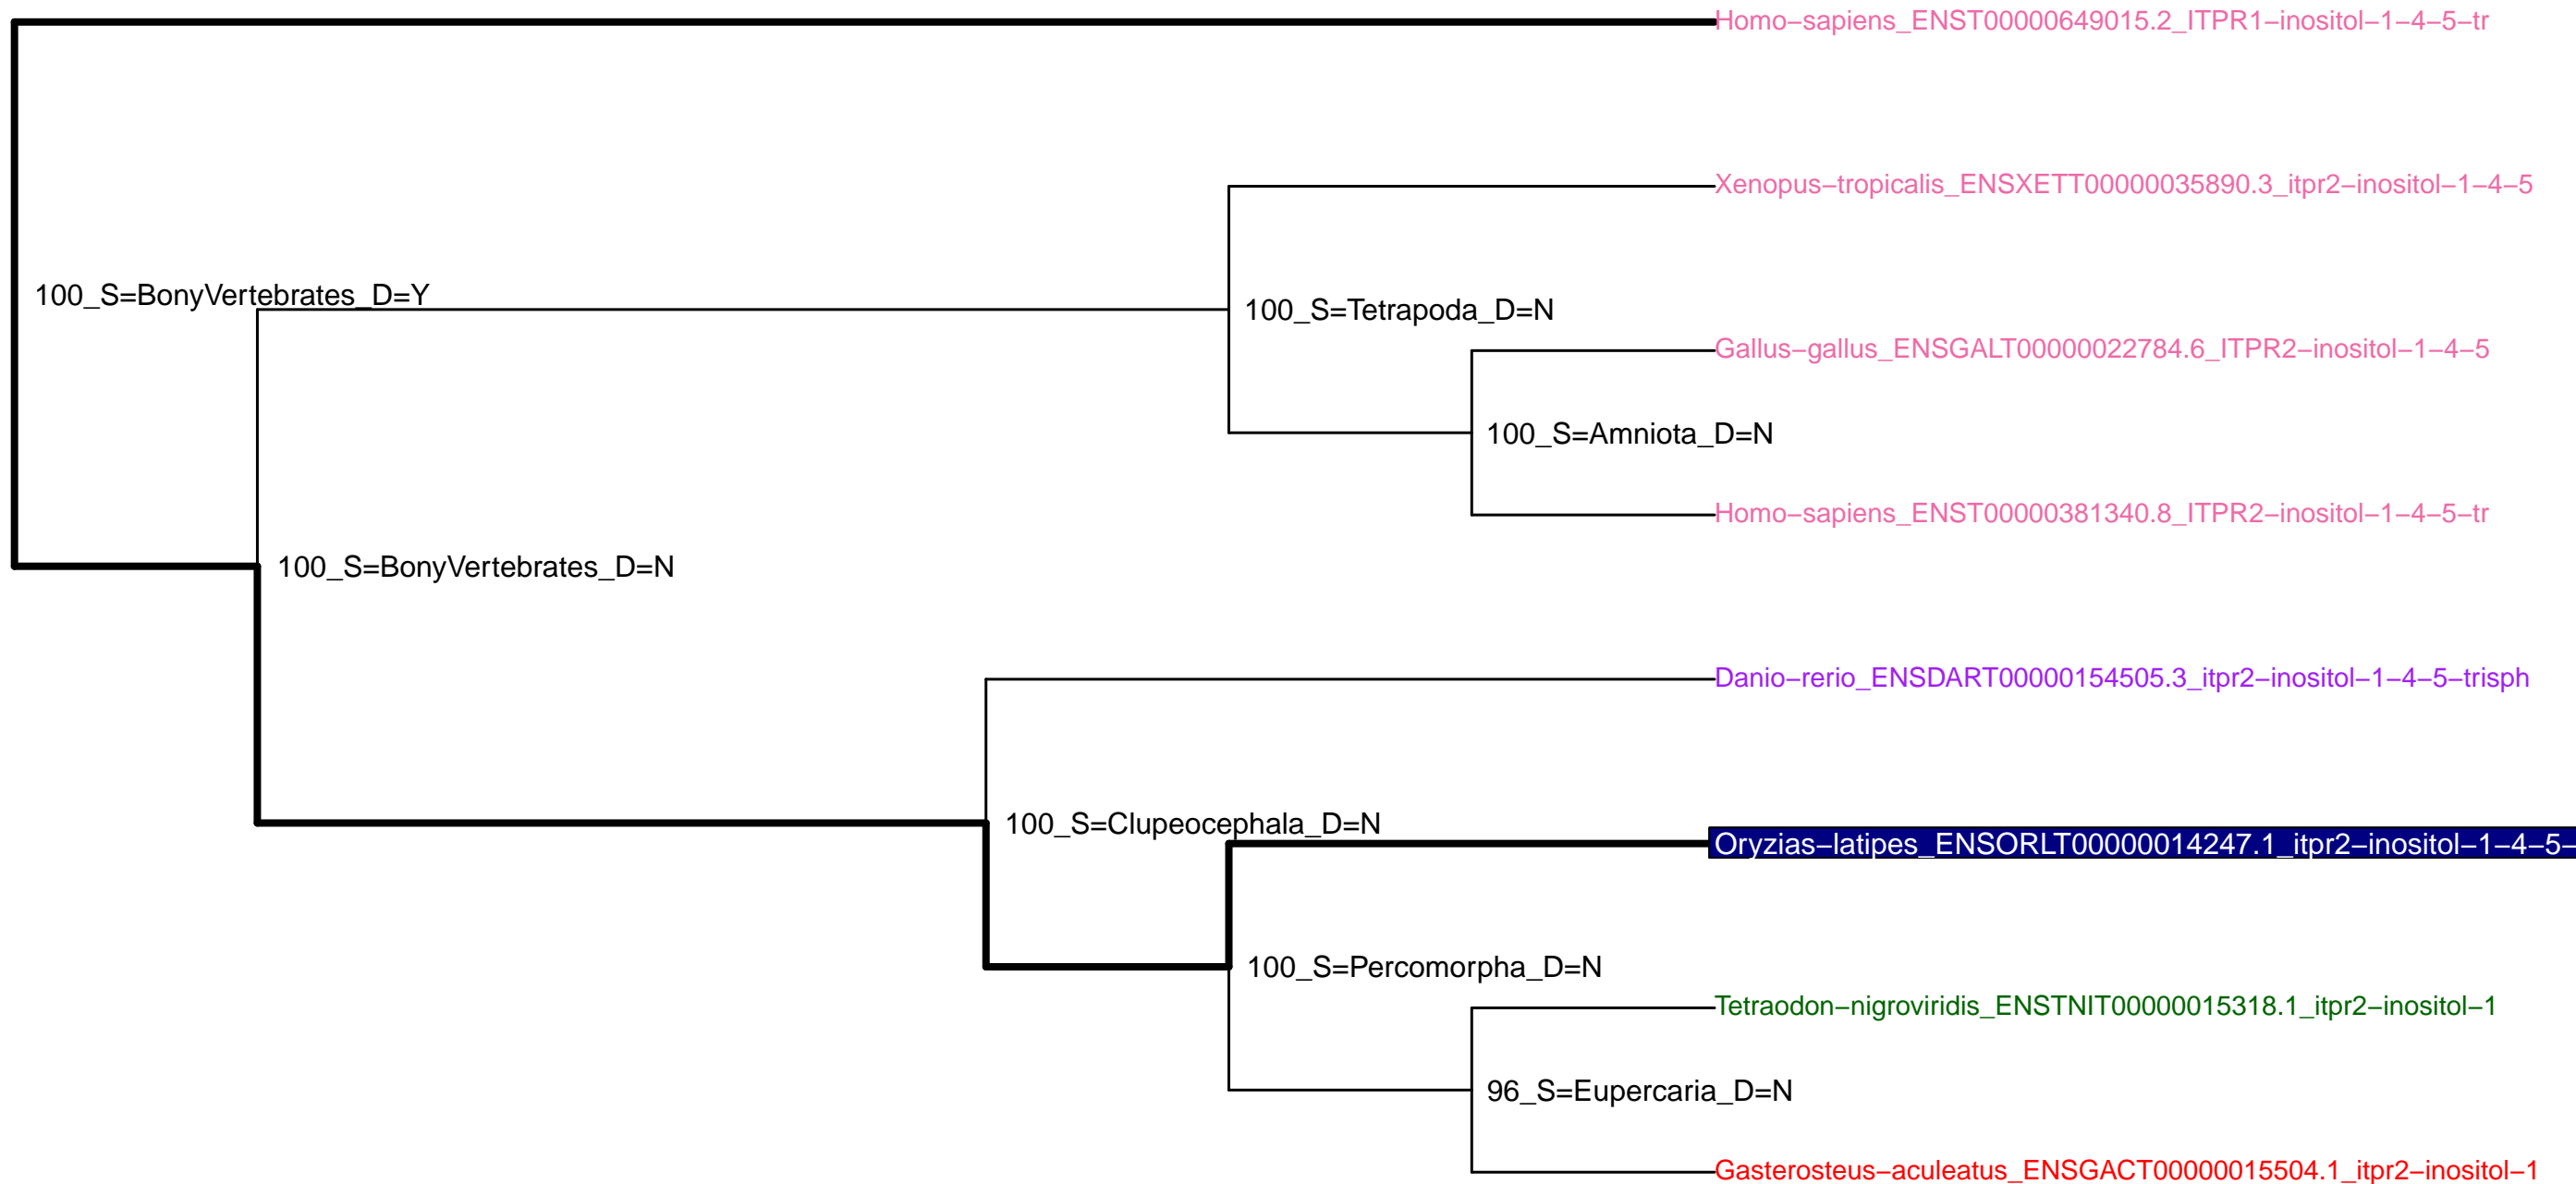 Homo−sapiens_ENST00000649015.2_ITPR1−inositol−1−4−5−tr
Xenopus−tropicalis_ENSXETT00000035890.3_itpr2−inositol−1−4−5
100_S=BonyVertebrates_D=Y
100_S=Tetrapoda_D=N
Gallus−gallus_ENSGALT00000022784.6_ITPR2−inositol−1−4−5
100_S=Amniota_D=N
Homo−sapiens_ENST00000381340.8_ITPR2−inositol−1−4−5−tr
100_S=BonyVertebrates_D=N
Danio−rerio_ENSDART00000154505.3_itpr2−inositol−1−4−5−trisph
100_S=Clupeocephala_D=N
Oryzias−latipes_ENSORLT00000014247.1_itpr2−inositol−1−4−5−
100_S=Percomorpha_D=N
Tetraodon−nigroviridis_ENSTNIT00000015318.1_itpr2−inositol−1
96_S=Eupercaria_D=N
Gasterosteus−aculeatus_ENSGACT00000015504.1_itpr2−inositol−1